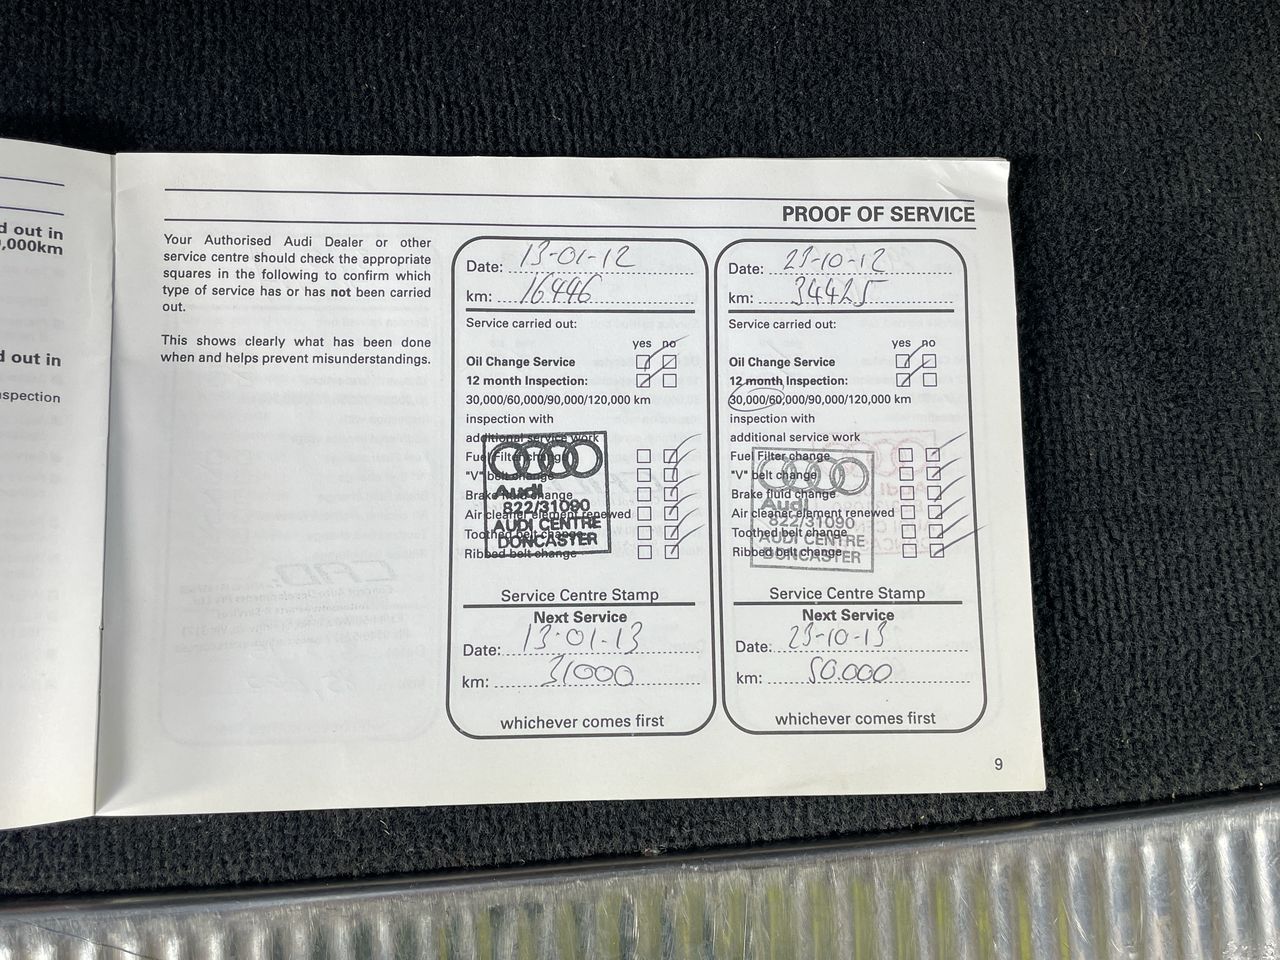 d out in
,000km
d out in
spection
PROOF OF SERVICE
Your Authorised Audi Dealer or other
service centre should check the appropriate
squares in the following to confirm which
type of service has or has not been carried
out.
This shows clearly what has been done
when and helps prevent misunderstandings.
Date: 13-01-12
km: 16446
Service carried out:
yes no
Oil Change Service
12 month Inspection:
30,000/60,000/90,000/120,000 km
inspection with
additional service work
Fuel Filter change
"V" belt change
Brake fluid change
Air cleaner element renewed
Toothed belt change
Ribbed belt change
Audi
822/31090
AUDI CENTRE
DONCASTER
Service Centre Stamp
Next Service
Date: 13-01-13
km: 31000
whichever comes first
Date: 23-10-12
km: 34425
Service carried out:
yes no
Oil Change Service
12 month Inspection:
30,000/60,000/90,000/120,000 km
inspection with
additional service work
Fuel Filter change
"V" belt change
Brake fluid change
Air cleaner element renewed
Toothed belt change
Ribbed belt change
Audi
822/31090
AUDI CENTRE
DONCASTER
Service Centre Stamp
Next Service
Date: 23-10-13
km: 50.000
whichever comes first
9